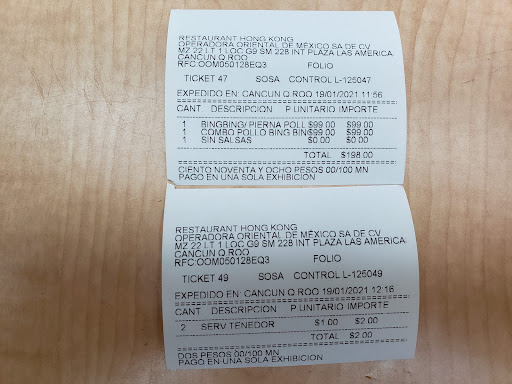 RESTAURANT HONG KONG
OPERADORA ORIENTAL DE MÉXICO SA DE CV
MZ 22 LT 1 LOC G9 SM 228 INT PLAZA LAS AMERICA
CANCUN Q ROO
RFC:OOM050128EQ3 FOLIO
TICKET 47 SOSA CONTROL L-125047
EXPEDIDO EN: CANCUN Q.ROO 19/01/2021 11:56
CANT DESCRIPCION P.UNITARIO IMPORTE
1 BINGBING/ PIERNA POLL $99.00 $99.00
1 COMBO POLLO BING BING $99.00 $99.00
1 SIN SALSAS $0.00 $0.00
TOTAL $198.00
CIENTO NOVENTA Y OCHO PESOS 00/100 MN
PAGO EN UNA SOLA EXHIBICION
RESTAURANT HONG KONG
OPERADORA ORIENTAL DE MÉXICO SA DE CV
MZ 22 LT 1 LOC G9 SM 228 INT PLAZA LAS AMERICA
CANCUN Q ROO
RFC:OOM050128EQ3 FOLIO
TICKET 49 SOSA CONTROL L-125049
EXPEDIDO EN: CANCUN Q.ROO 19/01/2021 12:16
CANT DESCRIPCION P.UNITARIO IMPORTE
2 SERV TENEDOR $1.00 $2.00
TOTAL $2.00
DOS PESOS 00/100 MN
PAGO EN UNA SOLA EXHIBICION